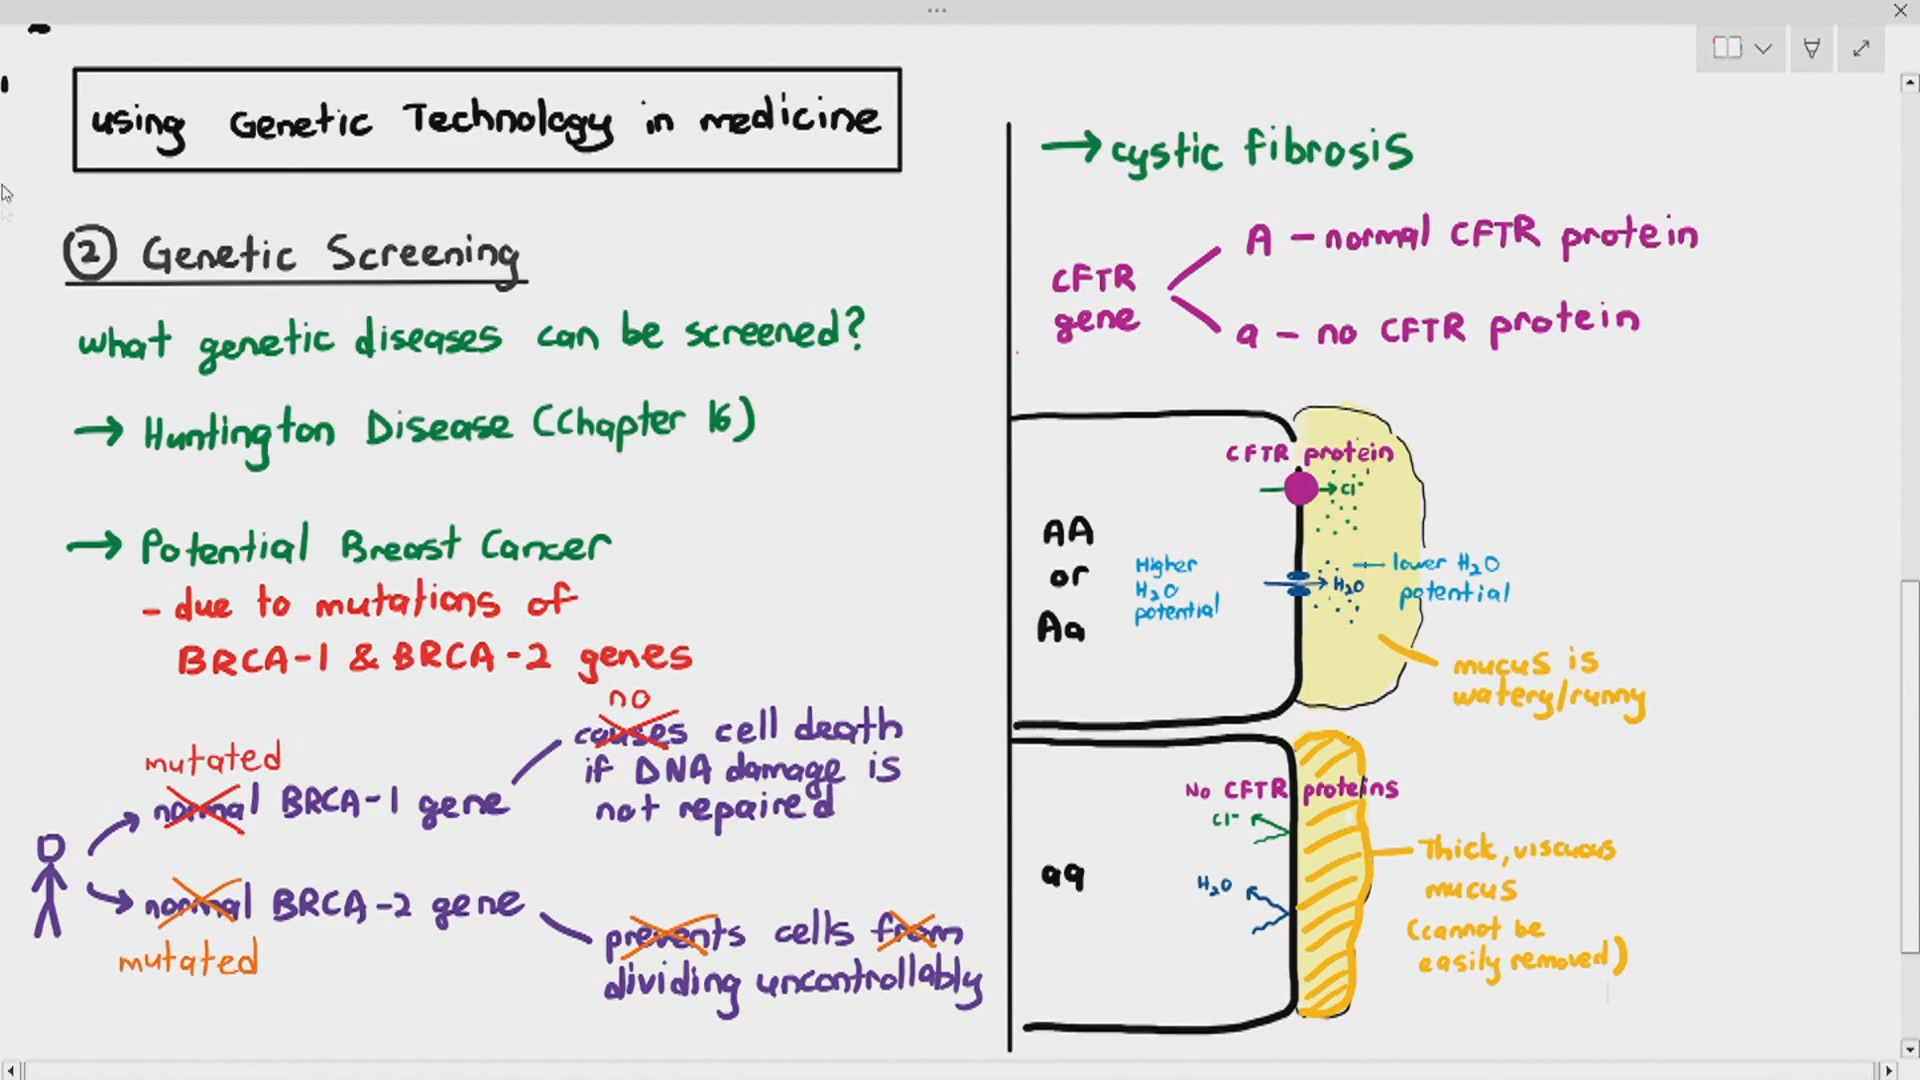 using Genetic Technology in medicine
② Genetic Screening
what genetic diseases can be screened?
→ Huntington Disease (Chapter 16)
→ Potential Breast Cancer
- due to mutations of
BRCA-1 & BRCA-2 genes
no
causes cell death
if DNA damage is
not repaired
mutated
normal BRCA-1 gene
normal BRCA-2 gene
mutated
prevents cells from
dividing uncontrollably
→ cystic fibrosis
CFTR
gene
A - normal CFTR protein
a - no CFTR protein
CFTR protein
Cl⁻
AA
or
Aa
Higher
H₂O
potential
H₂O
lower H₂O
potential
mucus is
watery/runny
No CFTR proteins
Cl⁻
H₂O
aa
Thick, viscuous
mucus
(cannot be
easily removed)